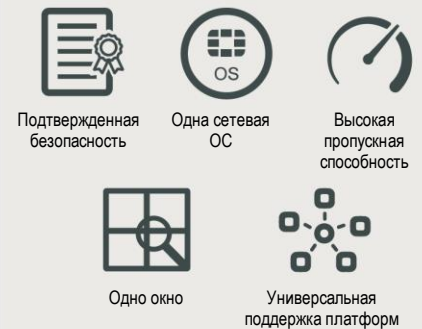 OS
Подтвержденная
безопасность
Одна сетевая
ОС
Высокая
пропускная
способность
Одно окно
Универсальная
поддержка платформ